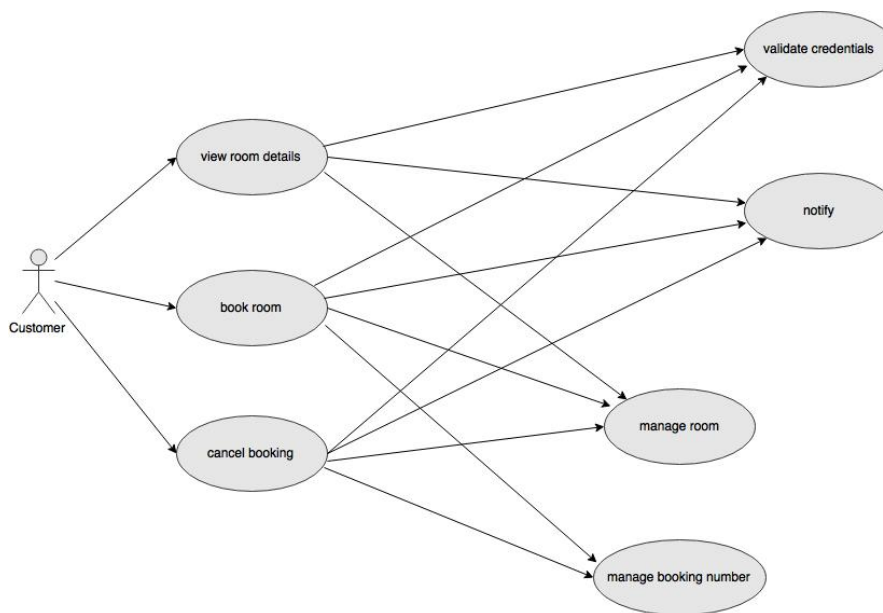 validate credentials
view room details
notify
Customer
book room
manage room
cancel booking
manage booking number